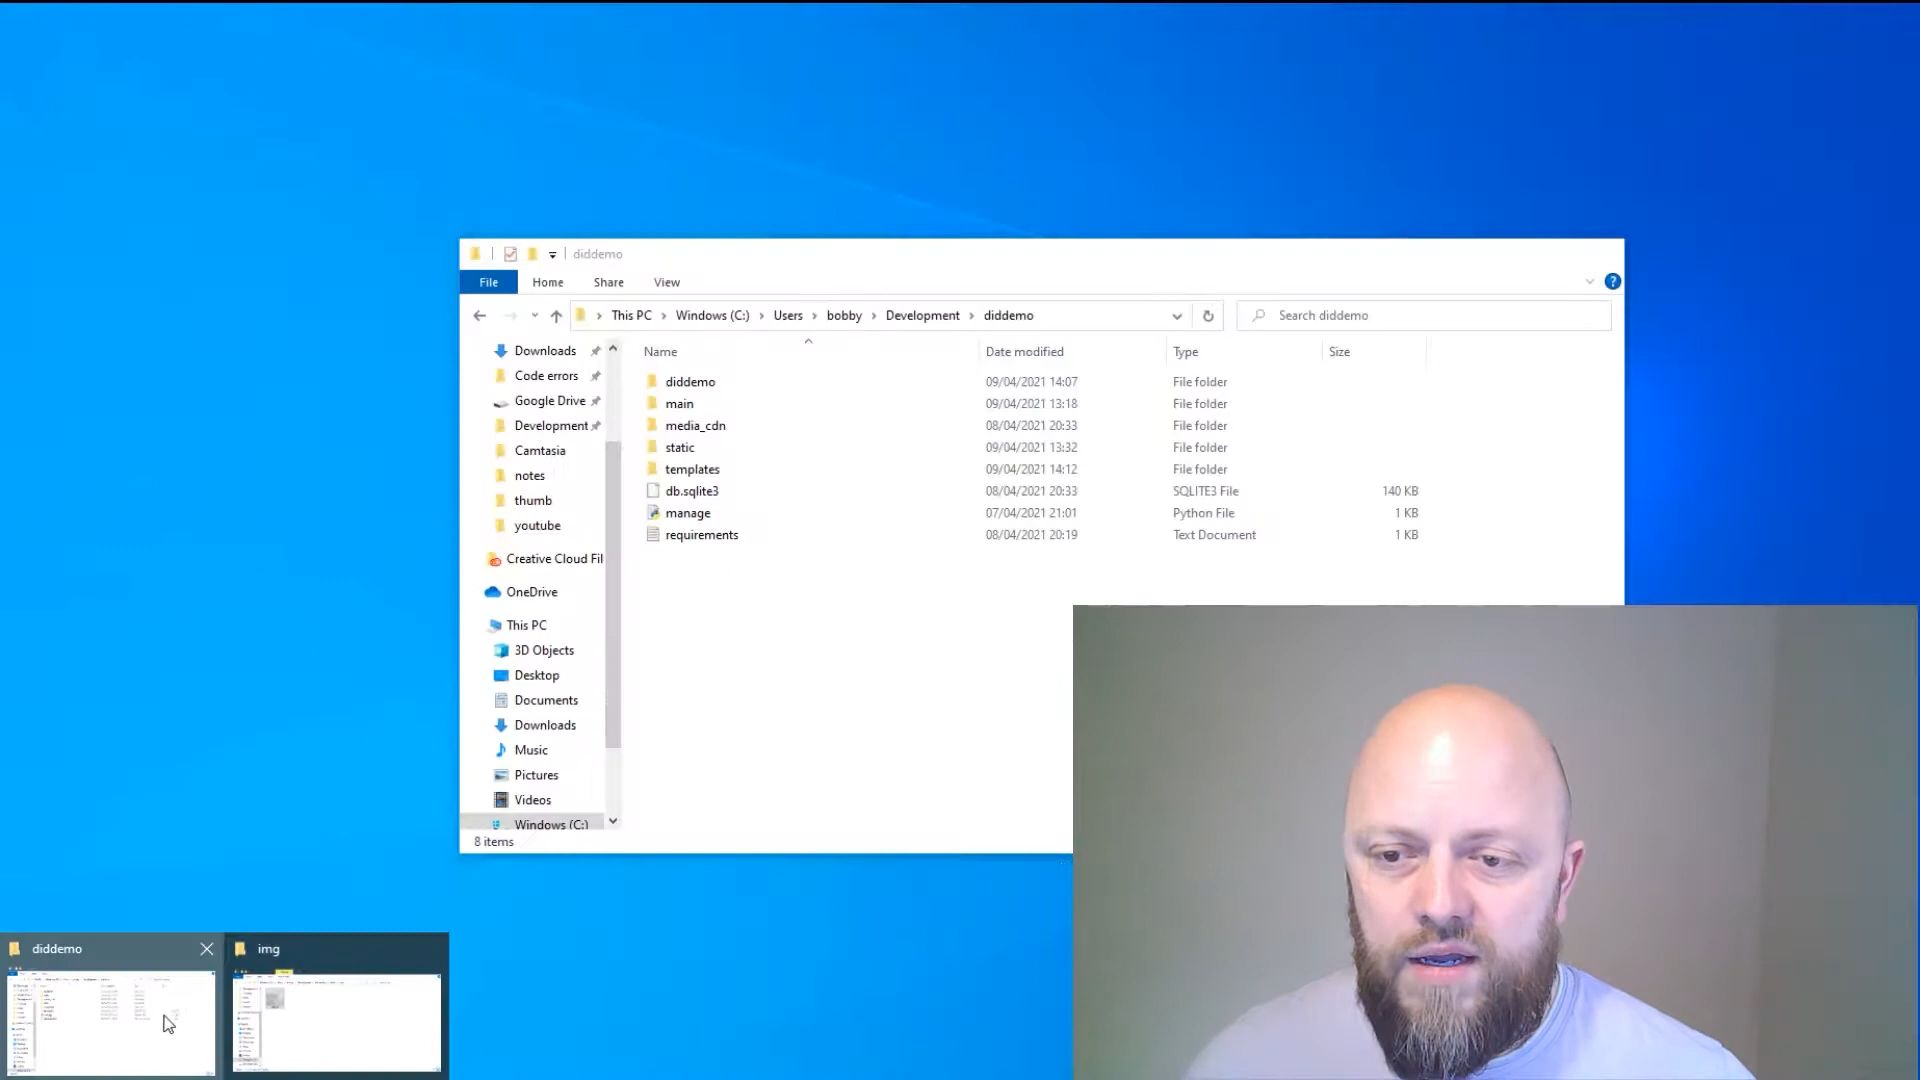 diddemo
File Home Share View
This PC Windows (C:) Users bobby Development diddemo Search diddemo
Name Date modified Type Size
Downloads
Code errors
Google Drive
Development
Camtasia
notes
thumb
youtube
Creative Cloud Fil
OneDrive
This PC
3D Objects
Desktop
Documents
Downloads
Music
Pictures
Videos
Windows (C:)
diddemo 09/04/2021 14:07 File folder
main 09/04/2021 13:18 File folder
media_cdn 08/04/2021 20:33 File folder
static 09/04/2021 13:32 File folder
templates 09/04/2021 14:12 File folder
db.sqlite3 08/04/2021 20:33 SQLITE3 File 140 KB
manage 07/04/2021 21:01 Python File 1 KB
requirements 08/04/2021 20:19 Text Document 1 KB
8 items
diddemo
img